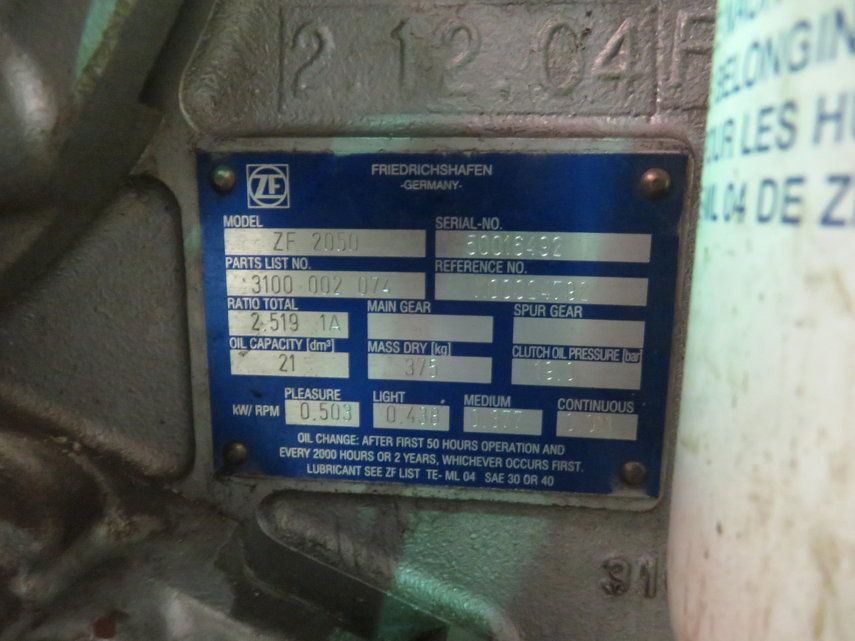 2.12.04
ZF
FRIEDRICHSHAFEN
-GERMANY-
MODEL
ZF 2050
SERIAL-NO.
50016492
PARTS LIST NO.
3100 002 074
REFERENCE NO.
RATIO TOTAL
2.519 1A
MAIN GEAR
SPUR GEAR
OIL CAPACITY [dm³]
21
MASS DRY [kg]
375
CLUTCH OIL PRESSURE [bar]
PLEASURE
LIGHT
MEDIUM
CONTINUOUS
kW/ RPM
0.503
OIL CHANGE: AFTER FIRST 50 HOURS OPERATION AND
EVERY 2000 HOURS OR 2 YEARS, WHICHEVER OCCURS FIRST.
LUBRICANT SEE ZF LIST TE- ML 04 SAE 30 OR 40
BELONGIN
LES HU
04 DE ZF